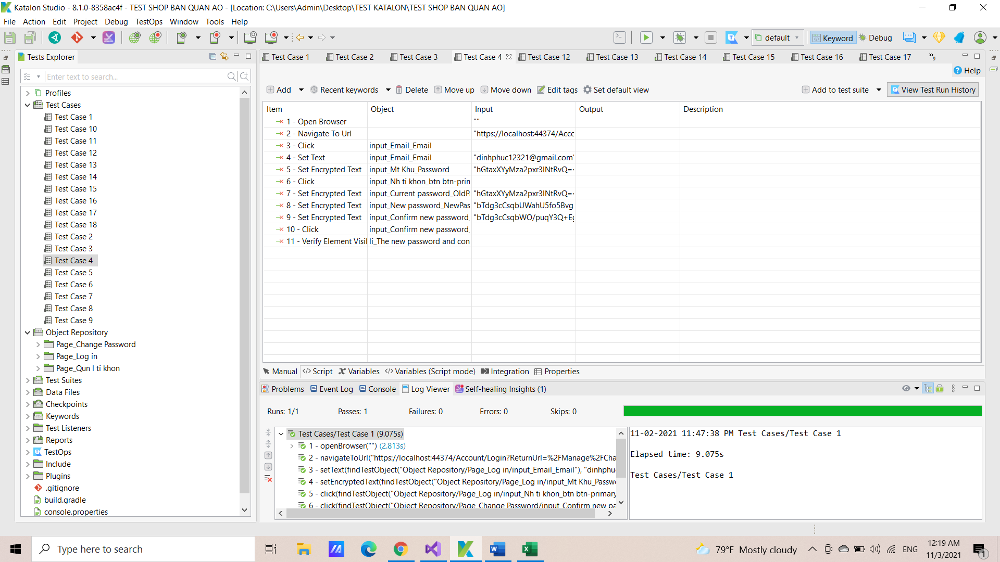 Katalon Studio - 8.1.0-8358ac4f - TEST SHOP BAN QUAN AO - [Location: C:\Users\Admin\Desktop\TEST KATALON\TEST SHOP BAN QUAN AO]
File Action Edit Project Debug TestOps Window Tools Help
default Keyword Debug
Tests Explorer
Enter text to search...
Profiles
Test Cases
Test Case 1
Test Case 10
Test Case 11
Test Case 12
Test Case 13
Test Case 14
Test Case 15
Test Case 16
Test Case 17
Test Case 18
Test Case 2
Test Case 3
Test Case 4
Test Case 5
Test Case 6
Test Case 7
Test Case 8
Test Case 9
Object Repository
Page_Change Password
Page_Log in
Page_Qun l ti khon
Test Suites
Data Files
Checkpoints
Keywords
Test Listeners
Reports
TestOps
Include
Plugins
.gitignore
build.gradle
console.properties
Test Case 1 Test Case 2 Test Case 3 Test Case 4 Test Case 12 Test Case 13 Test Case 14 Test Case 15 Test Case 16 Test Case 17 »9
Help
Add Recent keywords Delete Move up Move down Edit tags Set default view Add to test suite View Test Run History
Item Object Input Output Description
1 - Open Browser ""
2 - Navigate To Url "https://localhost:44374/Acco
3 - Click input_Email_Email
4 - Set Text input_Email_Email "dinhphuc12321@gmail.com"
5 - Set Encrypted Text input_Mt Khu_Password "hGtaxXYyMza2pxr3lNtRvQ==
6 - Click input_Nh ti khon_btn btn-prim
7 - Set Encrypted Text input_Current password_OldP "hGtaxXYyMza2pxr3lNtRvQ==
8 - Set Encrypted Text input_New password_NewPas "bTdg3cCsqbUWahU5fo5Bvg
9 - Set Encrypted Text input_Confirm new password_ "bTdg3cCsqbWO/puqY3Q+Eg
10 - Click input_Confirm new password_
11 - Verify Element Visi li_The new password and con
Manual Script Variables Variables (Script mode) Integration Properties
Problems Event Log Console Log Viewer Self-healing Insights (1)
Runs: 1/1 Passes: 1 Failures: 0 Errors: 0 Skips: 0
Test Cases/Test Case 1 (9.075s)
1 - openBrowser("") (2.813s)
2 - navigateToUrl("https://localhost:44374/Account/Login?ReturnUrl=%2FManage%2FCha
3 - setText(findTestObject("Object Repository/Page_Log in/input_Email_Email"), "dinhphu
4 - setEncryptedText(findTestObject("Object Repository/Page_Log in/input_Mt Khu_Passw
5 - click(findTestObject("Object Repository/Page_Log in/input_Nh ti khon_btn btn-primary
6 - click(findTestObject("Object Repository/Page_Change Password/input_Confirm new pa
11-02-2021 11:47:38 PM Test Cases/Test Case 1
Elapsed time: 9.075s
Test Cases/Test Case 1
Type here to search
79°F Mostly cloudy
ENG
12:19 AM
11/3/2021
1